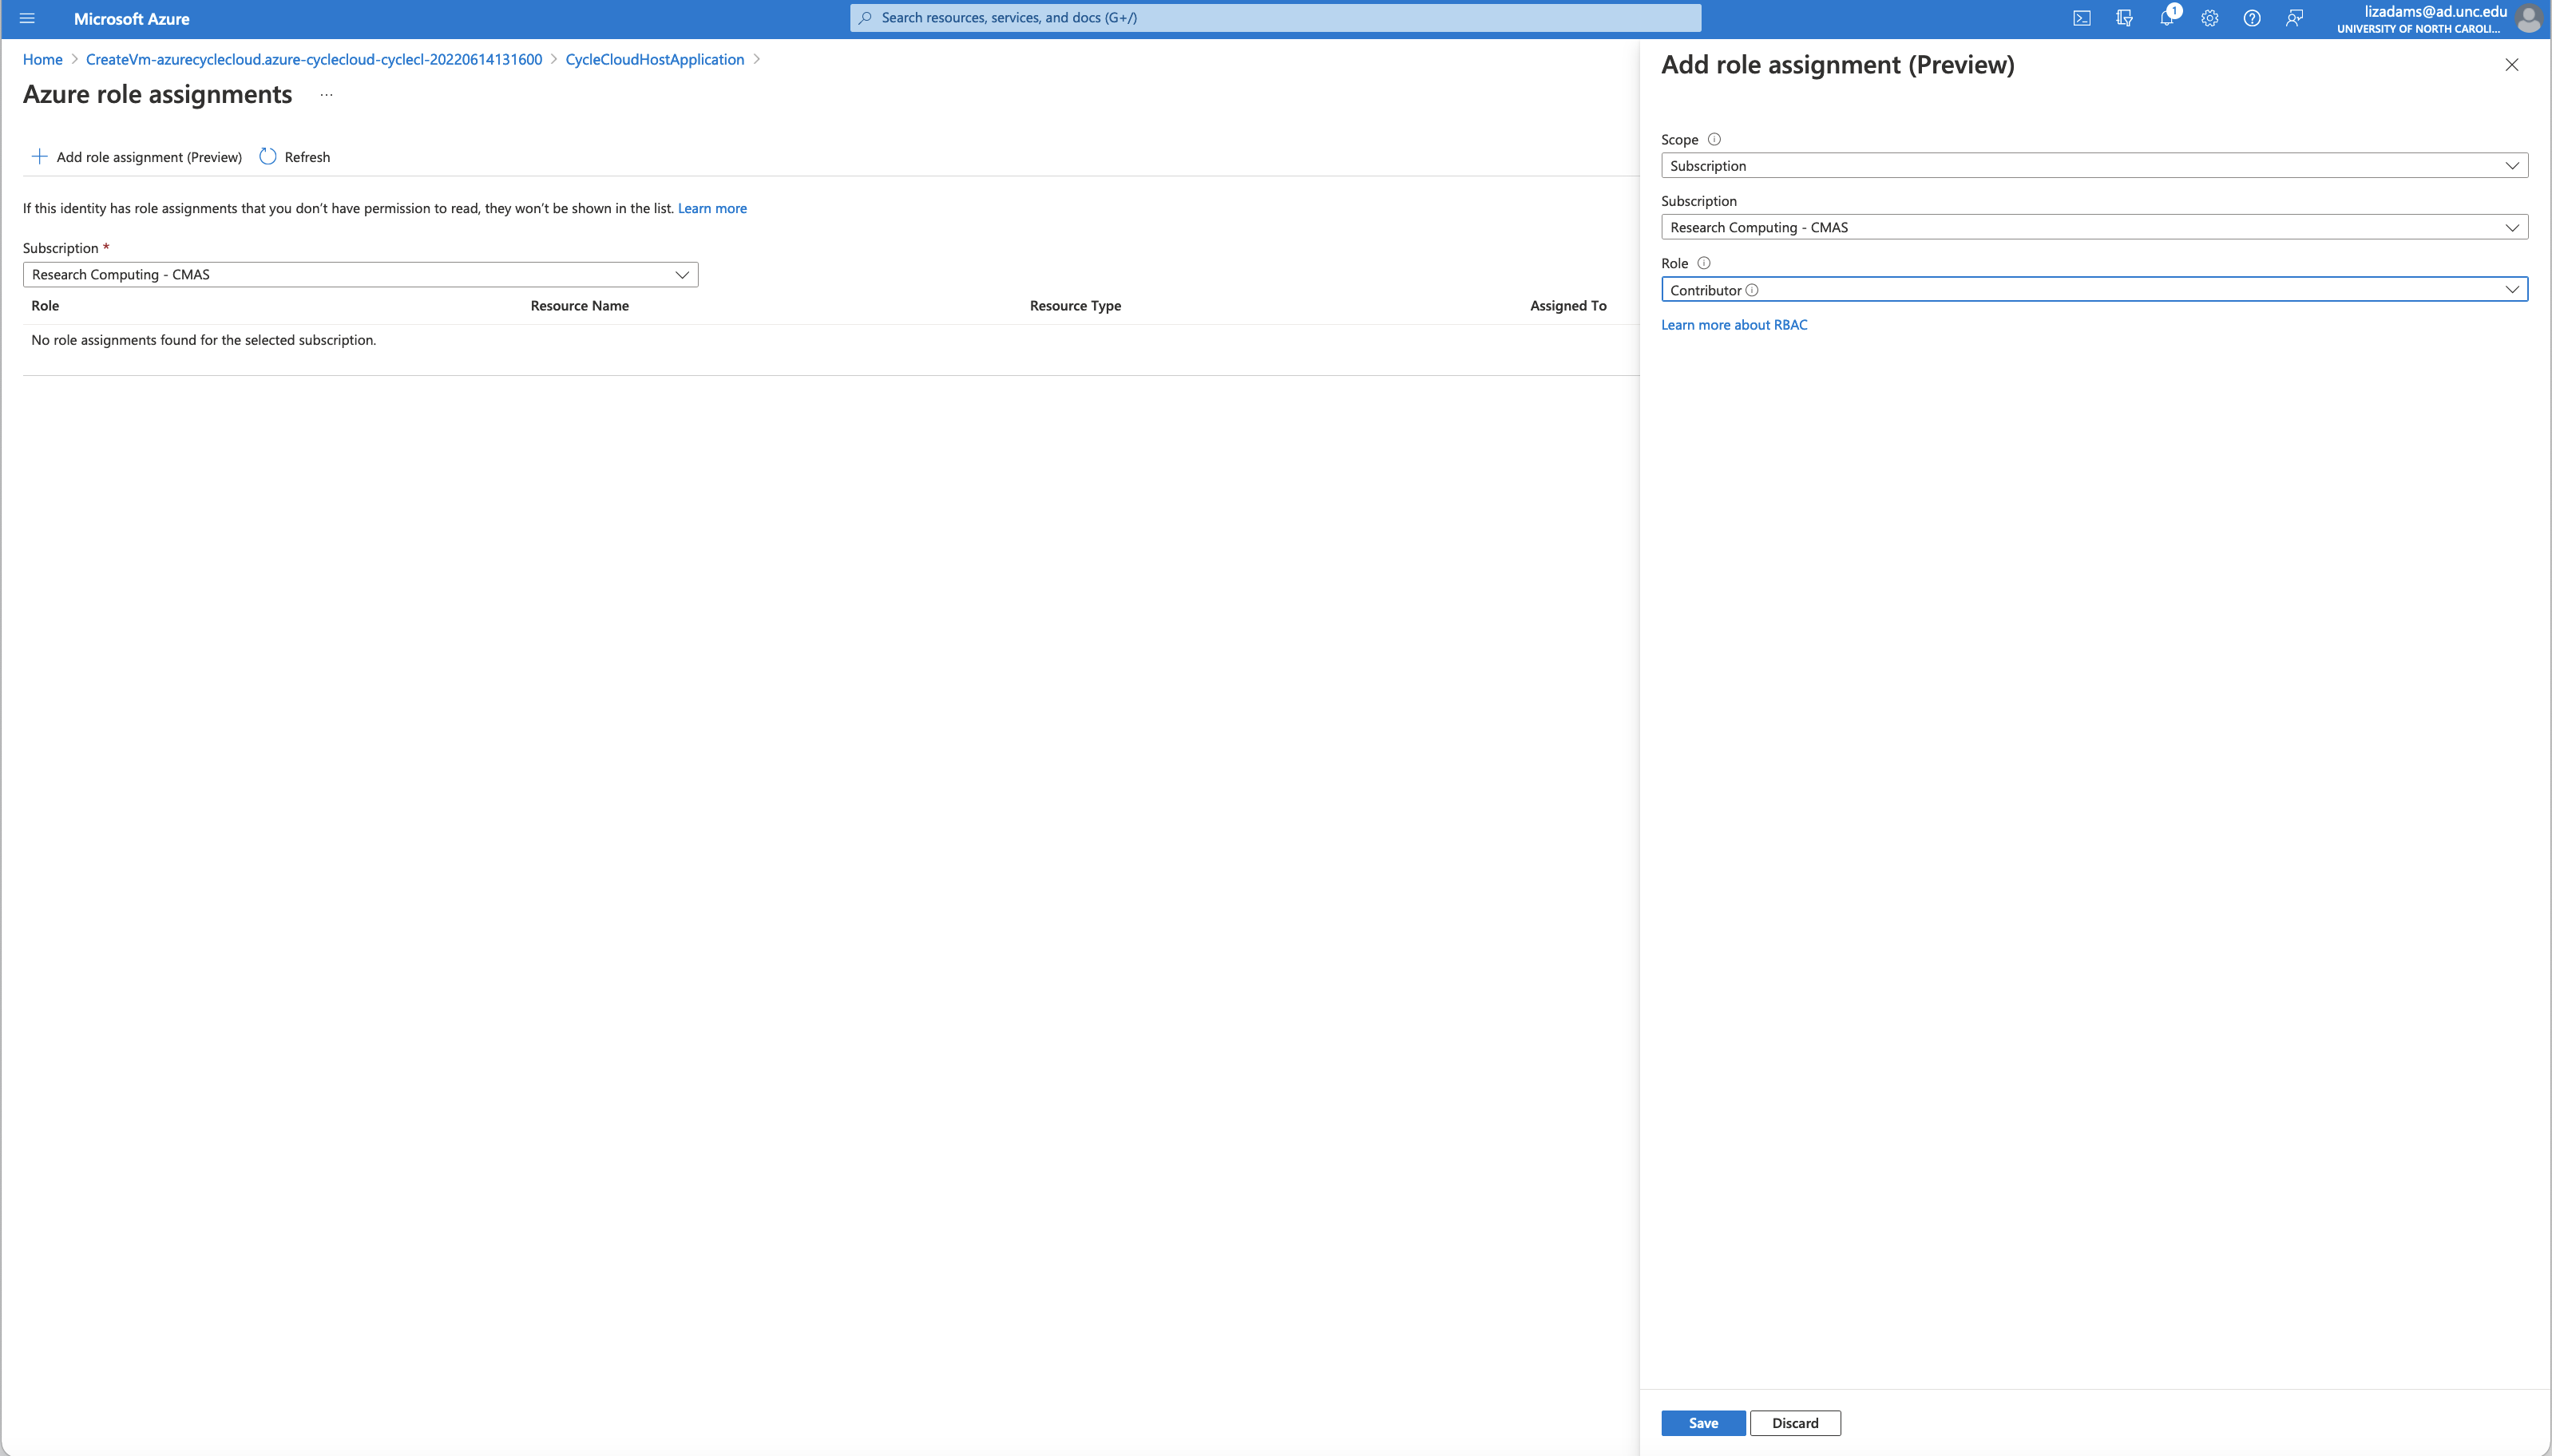 Microsoft Azure
Search resources, services, and docs (G+/)
1
lizadams@ad.unc.edu
UNIVERSITY OF NORTH CAROLI...
Home > CreateVm-azurecyclecloud.azure-cyclecloud-cyclecl-20220614131600 > CycleCloudHostApplication >
Azure role assignments ...
Add role assignment (Preview) Refresh
If this identity has role assignments that you don't have permission to read, they won't be shown in the list. Learn more
Subscription *
Research Computing - CMAS
Role Resource Name Resource Type Assigned To
No role assignments found for the selected subscription.
Add role assignment (Preview)
Scope
Subscription
Subscription
Research Computing - CMAS
Role
Contributor
Learn more about RBAC
Save Discard